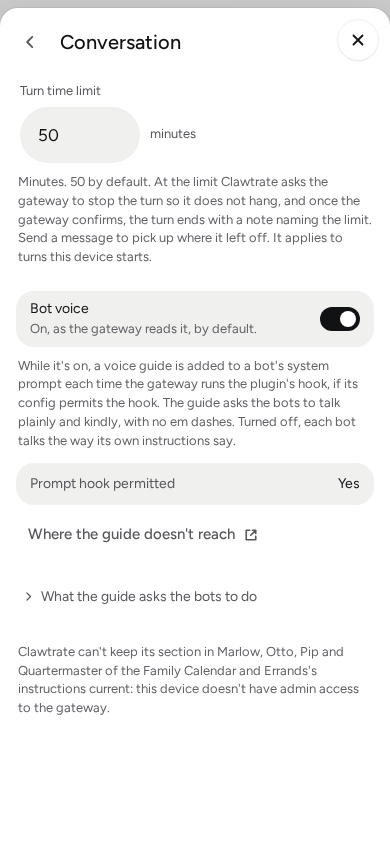 Conversation
Turn time limit
50
minutes
Minutes. 50 by default. At the limit Clawtrate asks the
gateway to stop the turn so it does not hang, and once the
gateway confirms, the turn ends with a note naming the limit.
Send a message to pick up where it left off. It applies to
turns this device starts.
Bot voice
On, as the gateway reads it, by default.
While it's on, a voice guide is added to a bot's system
prompt each time the gateway runs the plugin's hook, if its
config permits the hook. The guide asks the bots to talk
plainly and kindly, with no em dashes. Turned off, each bot
talks the way its own instructions say.
Prompt hook permitted
Yes
Where the guide doesn't reach
What the guide asks the bots to do
Clawtrate can't keep its section in Marlow, Otto, Pip and
Quartermaster of the Family Calendar and Errands's
instructions current: this device doesn't have admin access
to the gateway.